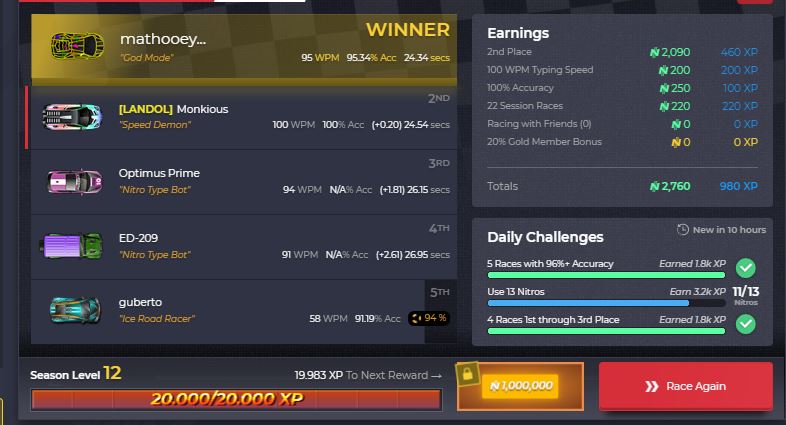 WINNER
mathooey...
"God Mode" 95 WPM 95.34% Acc 24.34 secs
2ND
[LANDOL] Monkious
"Speed Demon" 100 WPM 100% Acc (+0.20) 24.54 secs
3RD
Optimus Prime
"Nitro Type Bot" 94 WPM N/A% Acc (+1.81) 26.15 secs
4TH
ED-209
"Nitro Type Bot" 91 WPM N/A% Acc (+2.61) 26.95 secs
5TH
guberto
"Ice Road Racer" 58 WPM 91.19% Acc 94 %
Earnings
2nd Place 2,090 460 XP
100 WPM Typing Speed 200 200 XP
100% Accuracy 250 100 XP
22 Session Races 220 220 XP
Racing with Friends (0) 0 0 XP
20% Gold Member Bonus 0 0 XP
Totals 2,760 980 XP
Daily Challenges New in 10 hours
5 Races with 96%+ Accuracy Earned 1.8k XP
Use 13 Nitros Earn 3.2k XP 11/13
Nitros
4 Races 1st through 3rd Place Earned 1.8k XP
Season Level 12 19.983 XP To Next Reward →
20.000/20.000 XP
1,000,000
Race Again